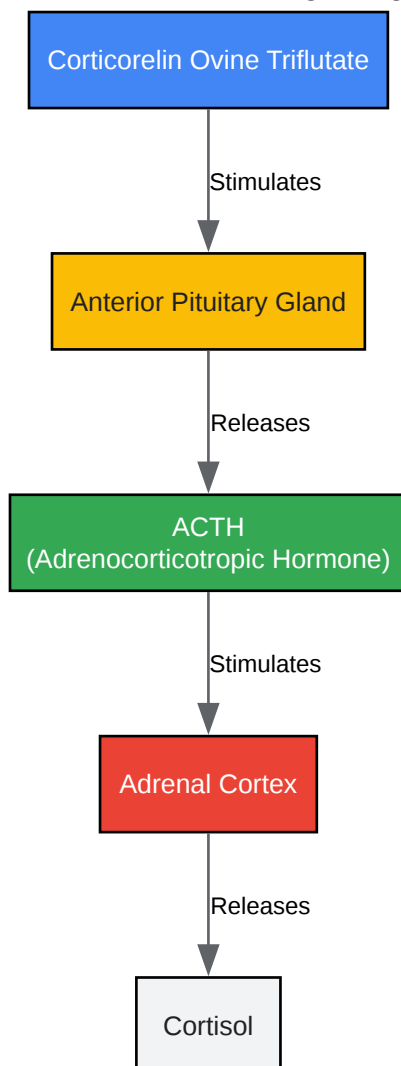 Corticorelin Ovine Triflutate
Stimulates
Anterior Pituitary Gland
Releases
ACTH
(Adrenocorticotropic Hormone)
Stimulates
Adrenal Cortex
Releases
Cortisol